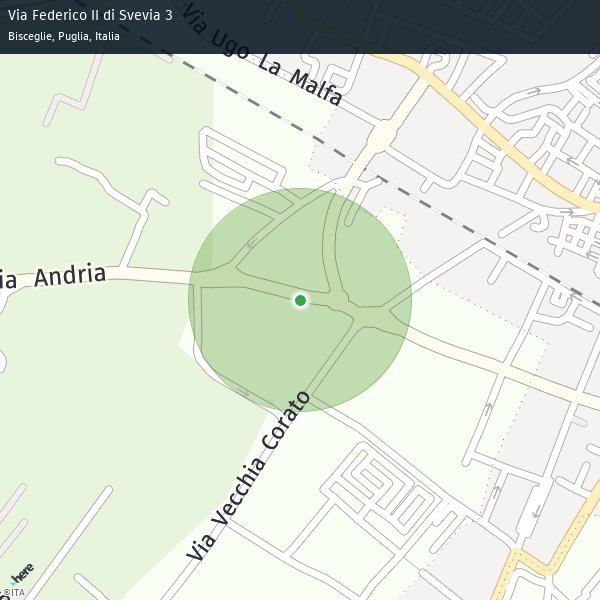 Via Federico II di Svevia 3
Bisceglie, Puglia, Italia
Via Ugo La Malfa
ia Andria
Via Vecchia Corato
here
©ITA